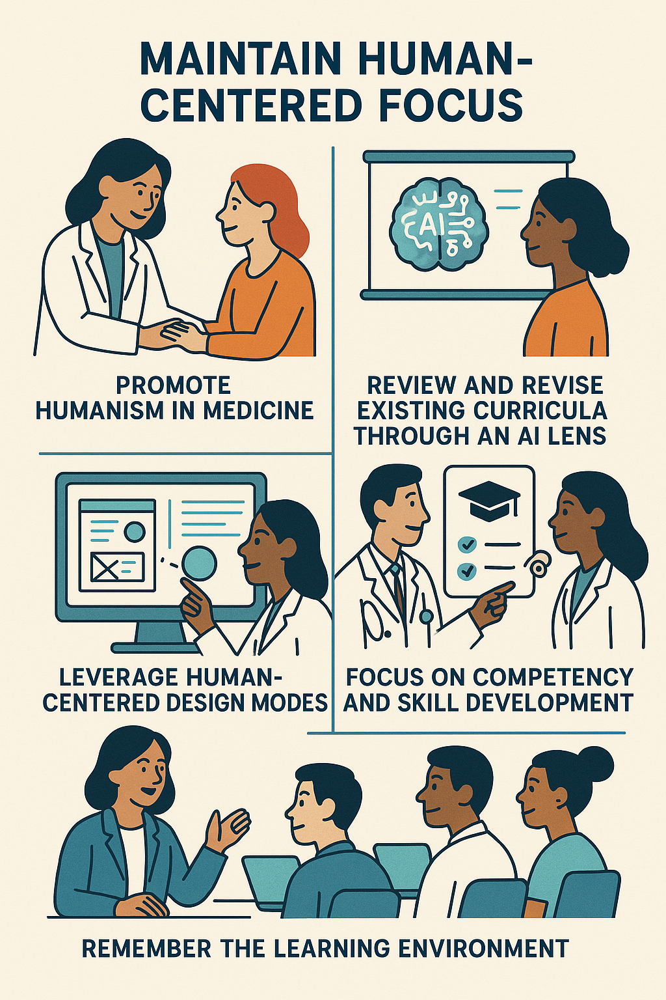 MAINTAIN HUMAN-
CENTERED FOCUS
AI
PROMOTE
HUMANISM IN MEDICINE
REVIEW AND REVISE
EXISTING CURRICULA
THROUGH AN AI LENS
LEVERAGE HUMAN-
CENTERED DESIGN MODES
FOCUS ON COMPETENCY
AND SKILL DEVELOPMENT
REMEMBER THE LEARNING ENVIRONMENT